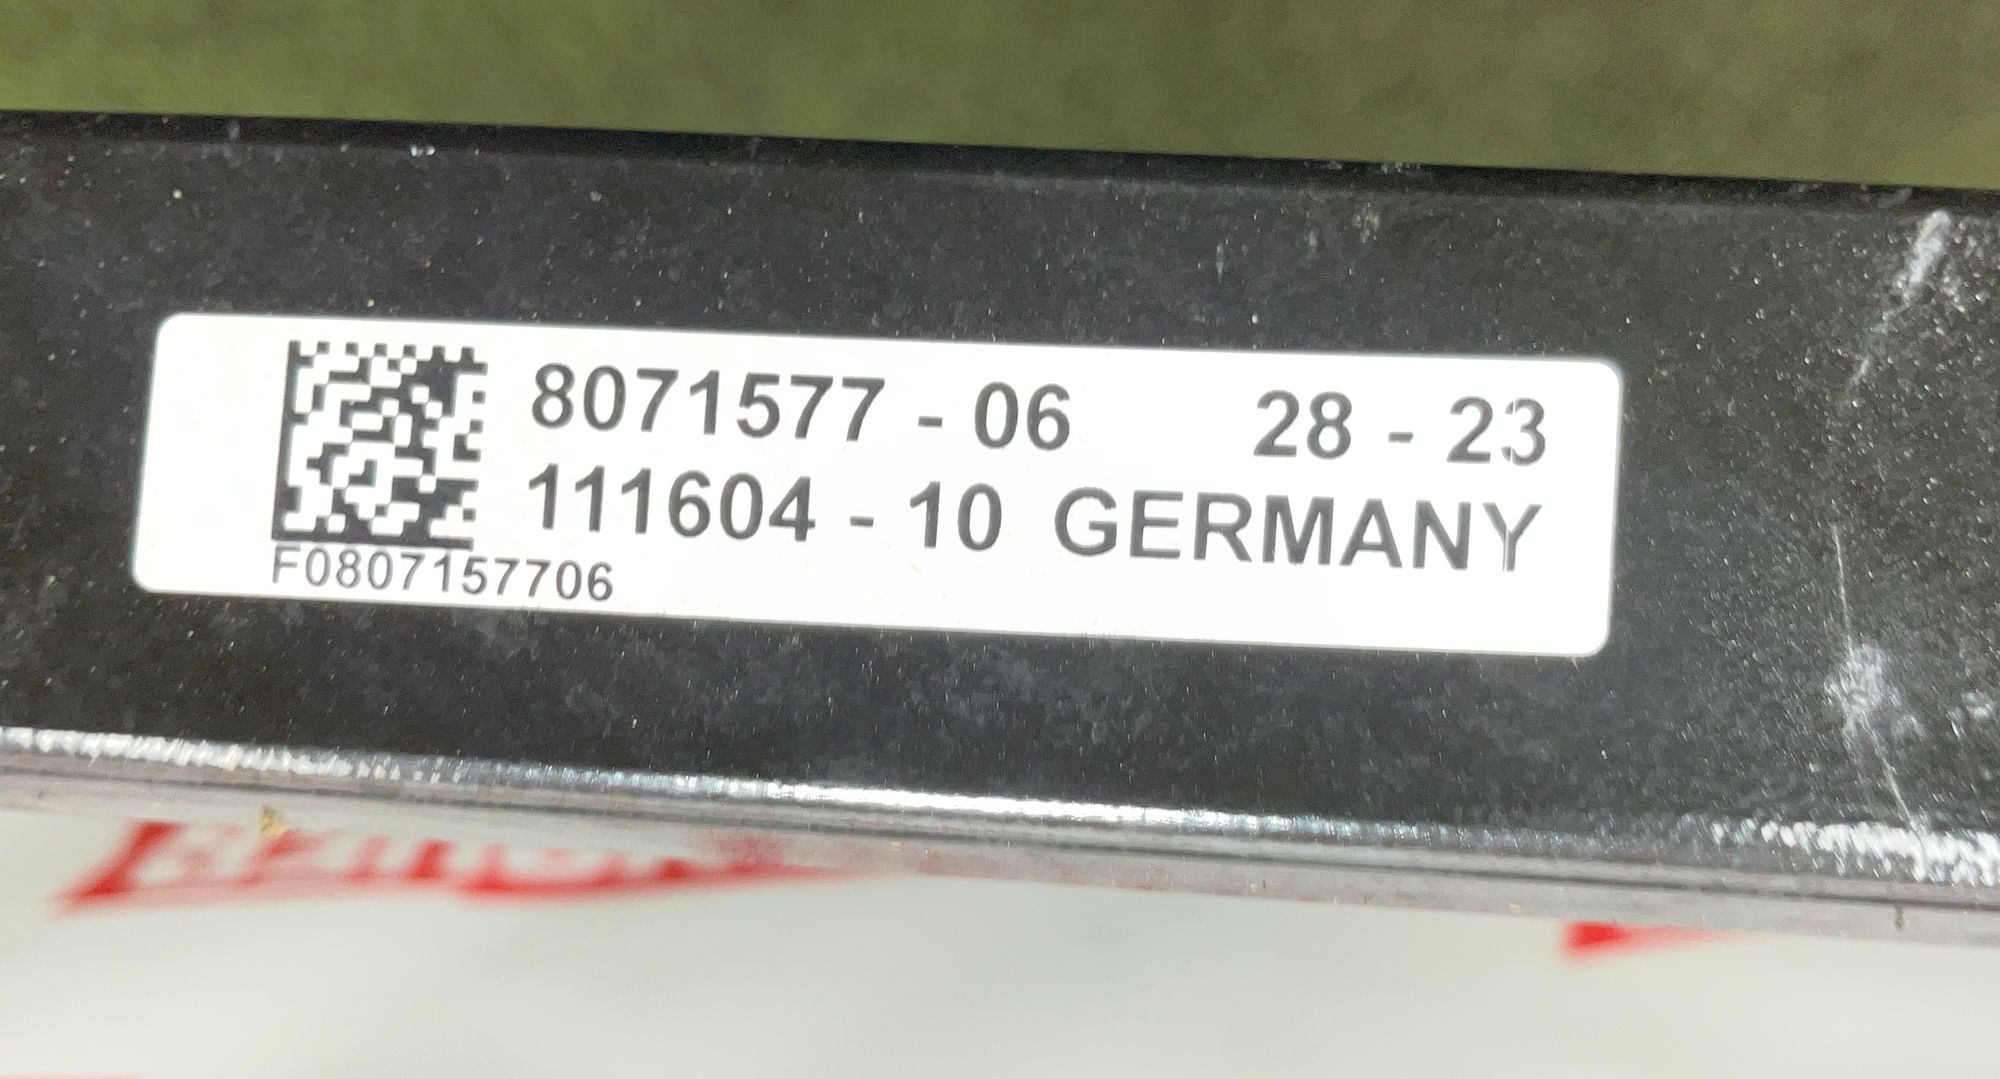 8071577 - 06 28 - 23
111604 - 10 GERMANY
F0807157706